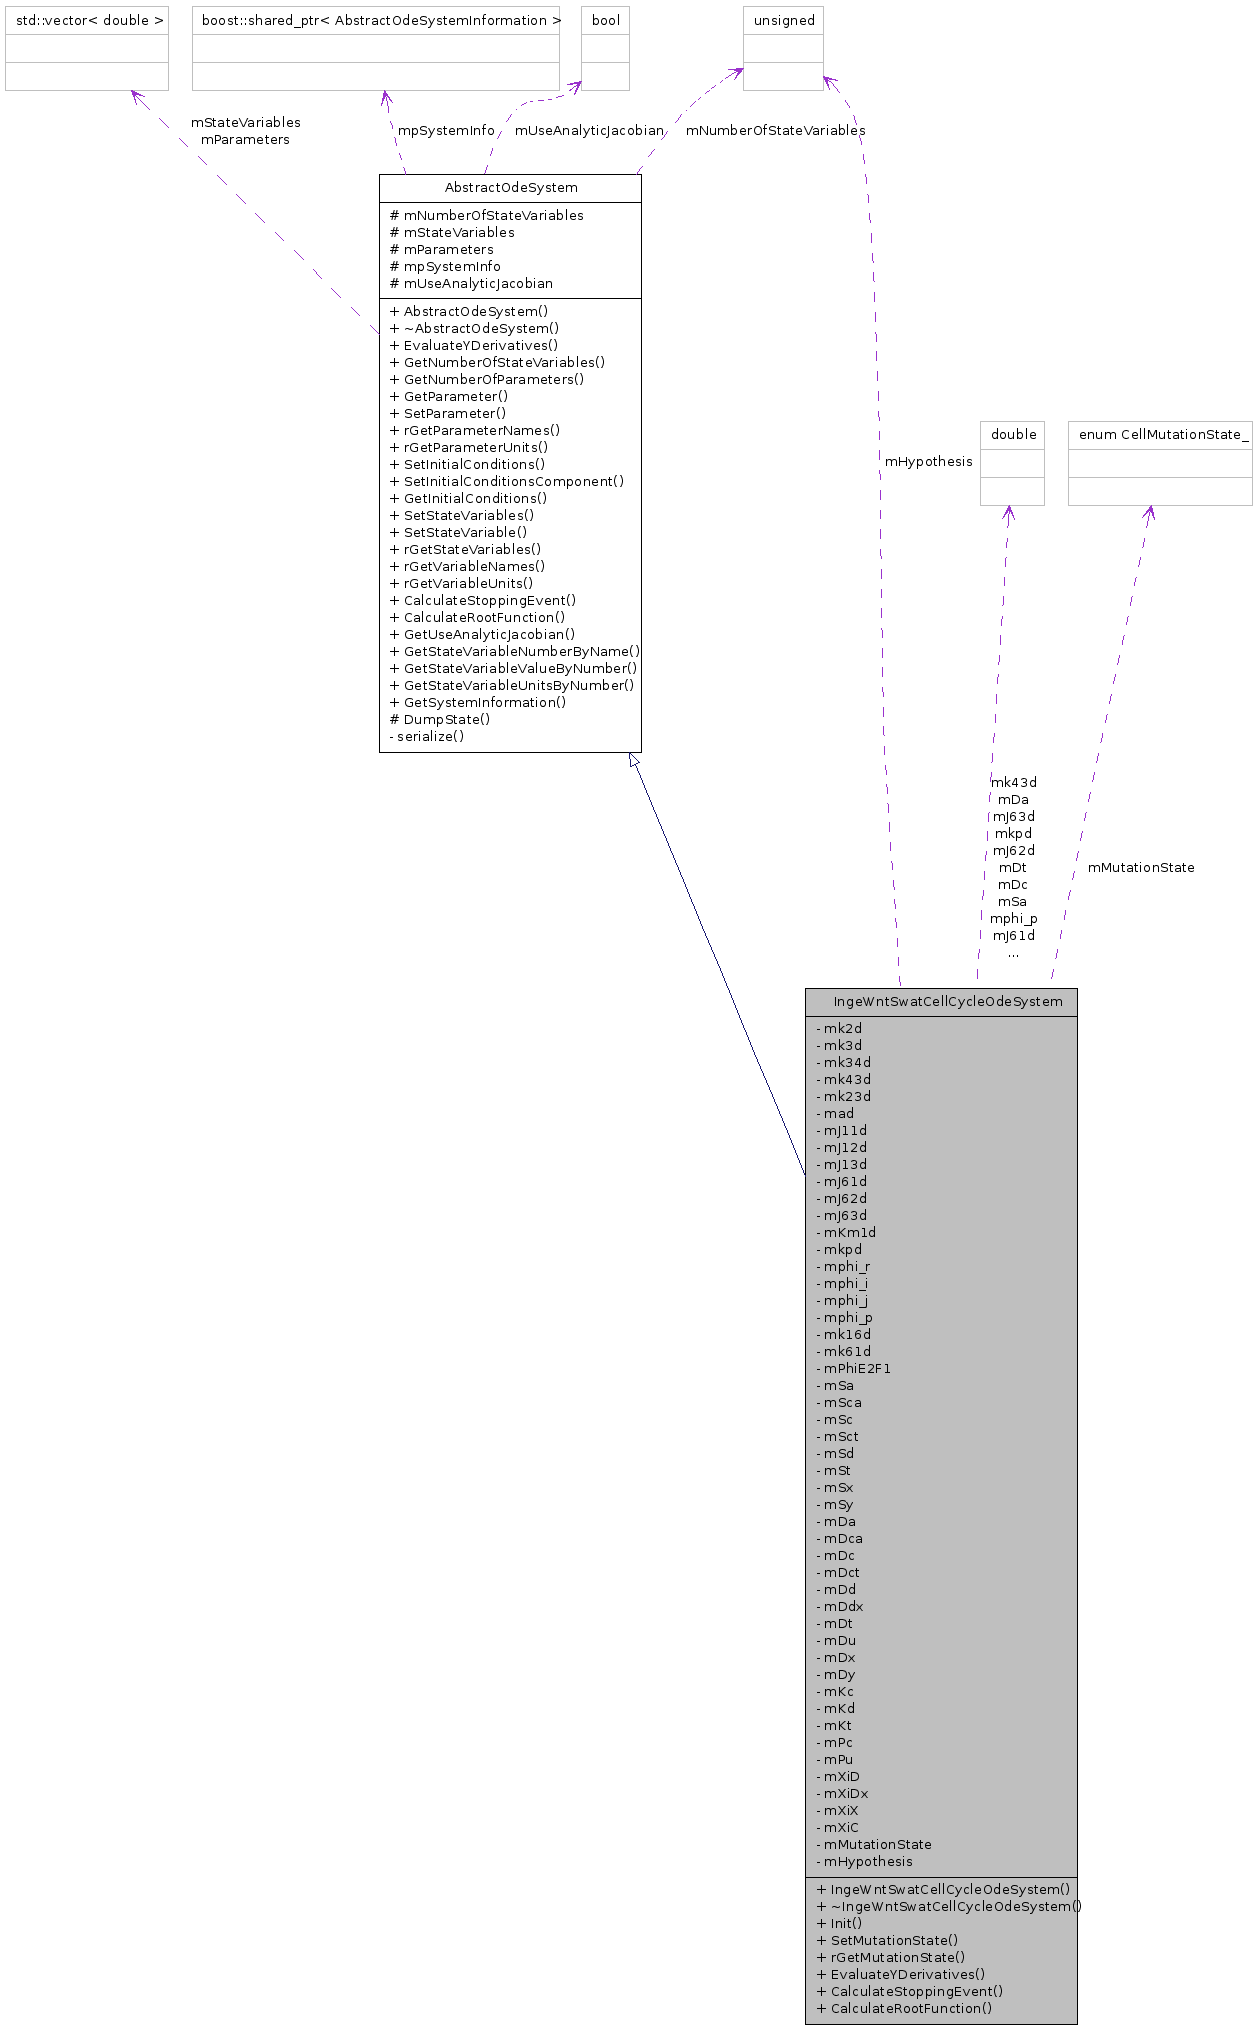 std::vector< double >
boost::shared_ptr< AbstractOdeSystemInformation >
bool
unsigned
mStateVariables
mParameters
mpSystemInfo
mUseAnalyticJacobian
mNumberOfStateVariables
AbstractOdeSystem
# mNumberOfStateVariables
# mStateVariables
# mParameters
# mpSystemInfo
# mUseAnalyticJacobian
+ AbstractOdeSystem()
+ ~AbstractOdeSystem()
+ EvaluateYDerivatives()
+ GetNumberOfStateVariables()
+ GetNumberOfParameters()
+ GetParameter()
+ SetParameter()
+ rGetParameterNames()
+ rGetParameterUnits()
+ SetInitialConditions()
+ SetInitialConditionsComponent()
+ GetInitialConditions()
+ SetStateVariables()
+ SetStateVariable()
+ rGetStateVariables()
+ rGetVariableNames()
+ rGetVariableUnits()
+ CalculateStoppingEvent()
+ CalculateRootFunction()
+ GetUseAnalyticJacobian()
+ GetStateVariableNumberByName()
+ GetStateVariableValueByNumber()
+ GetStateVariableUnitsByNumber()
+ GetSystemInformation()
# DumpState()
- serialize()
mHypothesis
double
enum CellMutationState_
mk43d
mDa
mJ63d
mkpd
mJ62d
mDt
mDc
mSa
mphi_p
mJ61d
...
mMutationState
IngeWntSwatCellCycleOdeSystem
- mk2d
- mk3d
- mk34d
- mk43d
- mk23d
- mad
- mJ11d
- mJ12d
- mJ13d
- mJ61d
- mJ62d
- mJ63d
- mKm1d
- mkpd
- mphi_r
- mphi_i
- mphi_j
- mphi_p
- mk16d
- mk61d
- mPhiE2F1
- mSa
- mSca
- mSc
- mSct
- mSd
- mSt
- mSx
- mSy
- mDa
- mDca
- mDc
- mDct
- mDd
- mDdx
- mDt
- mDu
- mDx
- mDy
- mKc
- mKd
- mKt
- mPc
- mPu
- mXiD
- mXiDx
- mXiX
- mXiC
- mMutationState
- mHypothesis
+ IngeWntSwatCellCycleOdeSystem()
+ ~IngeWntSwatCellCycleOdeSystem()
+ Init()
+ SetMutationState()
+ rGetMutationState()
+ EvaluateYDerivatives()
+ CalculateStoppingEvent()
+ CalculateRootFunction()